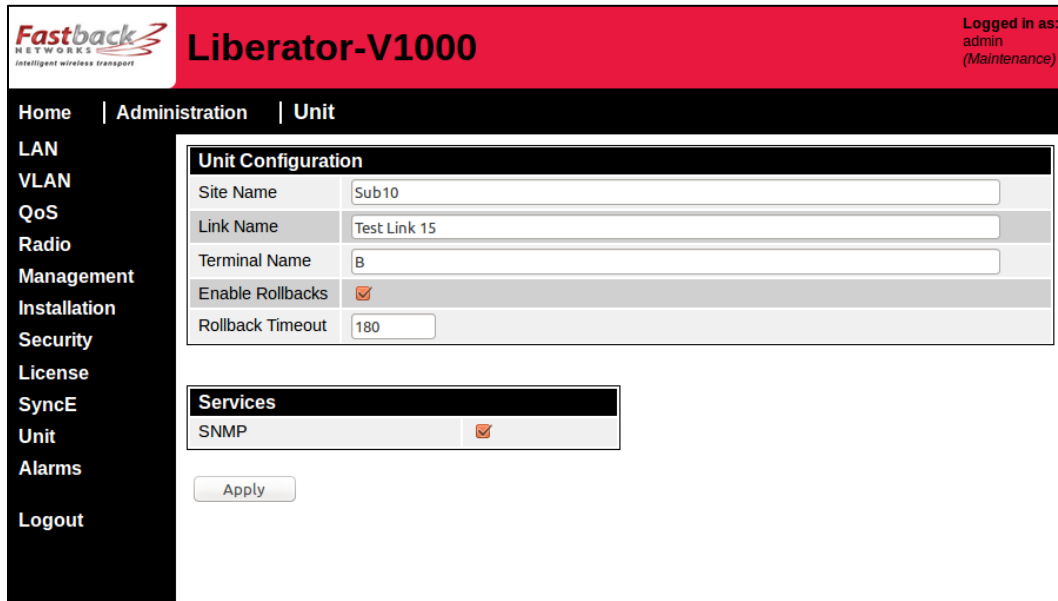 Fastback
NETWORKS
intelligent wireless transport
Liberator-V1000
Logged in as:
admin
(Maintenance)
Home | Administration | Unit
LAN
VLAN
QoS
Radio
Management
Installation
Security
License
SyncE
Unit
Alarms
Logout
Unit Configuration
Site Name Sub10
Link Name Test Link 15
Terminal Name B
Enable Rollbacks
Rollback Timeout 180
Services
SNMP
Apply